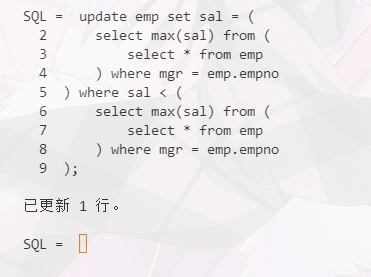 SQL =  update emp set sal = (
  2      select max(sal) from (
  3          select * from emp
  4      ) where mgr = emp.empno
  5  ) where sal < (
  6      select max(sal) from (
  7          select * from emp
  8      ) where mgr = emp.empno
  9  );
已更新 1 行。
SQL =